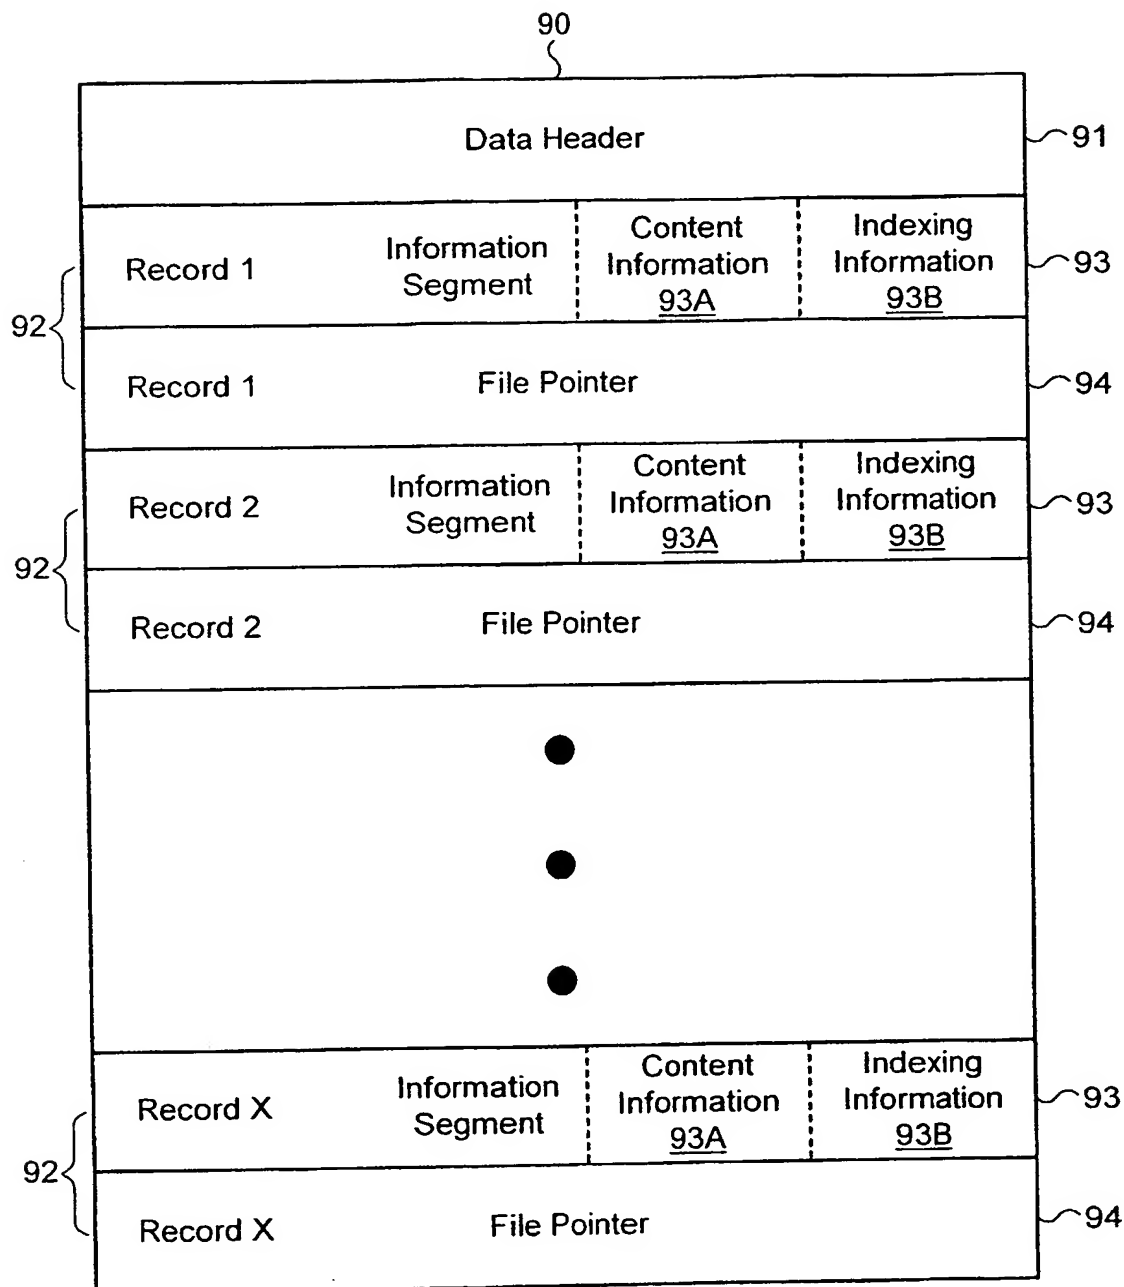 90
Data Header
91
Record 1
Information
Segment
Content
Information
93A
Indexing
Information
93B
93
92
Record 1
File Pointer
94
Record 2
Information
Segment
Content
Information
93A
Indexing
Information
93B
93
92
Record 2
File Pointer
94
Record X
Information
Segment
Content
Information
93A
Indexing
Information
93B
93
92
Record X
File Pointer
94